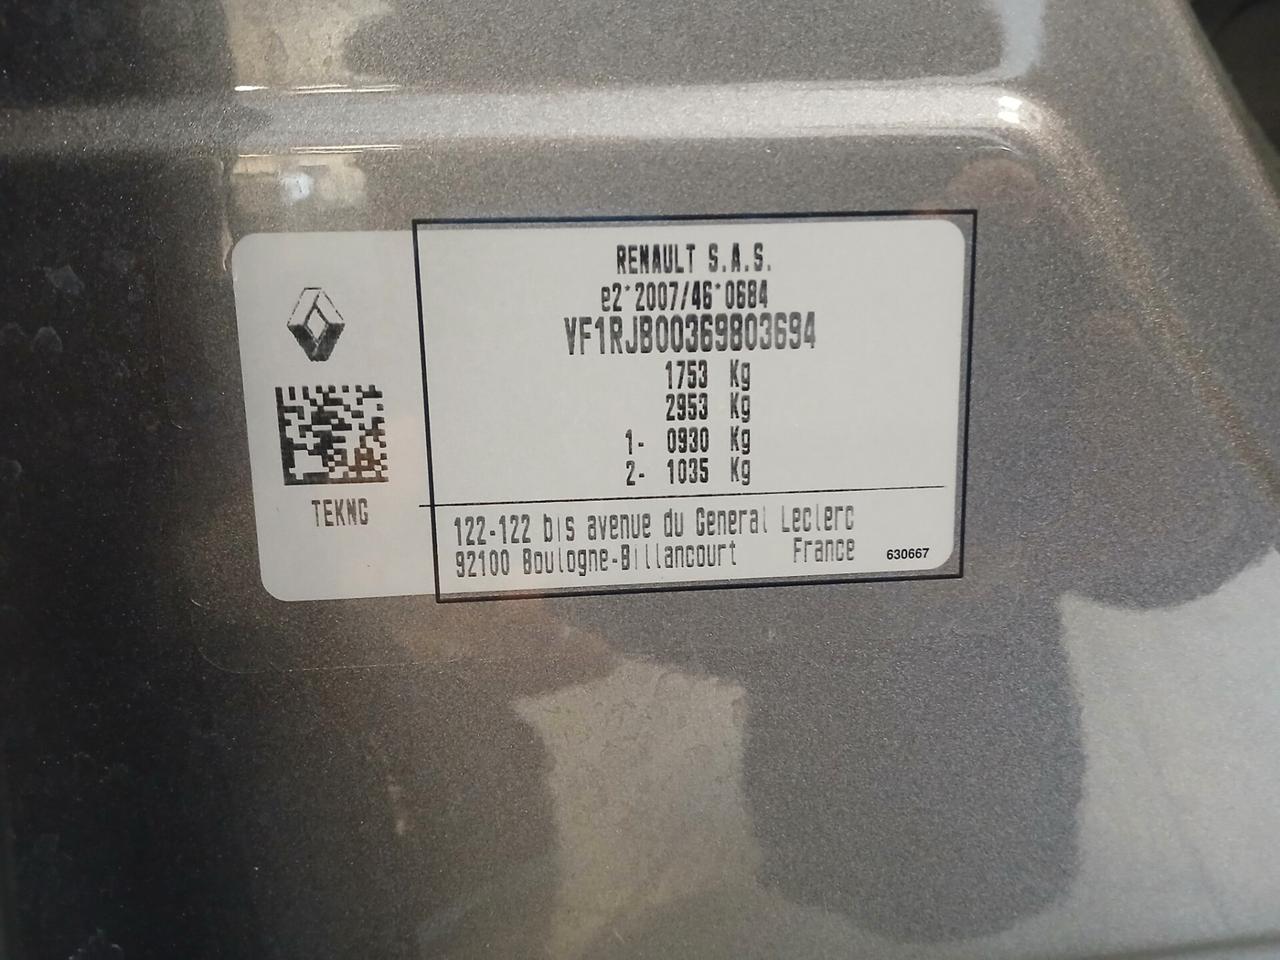 RENAULT S.A.S.
e2*2007/46*0684
VF1RJB00369803694
1753 Kg
2953 Kg
1- 0930 Kg
2- 1035 Kg
TEKNG
122-122 bis avenue du General Leclerc
92100 Boulogne-Billancourt France
630667